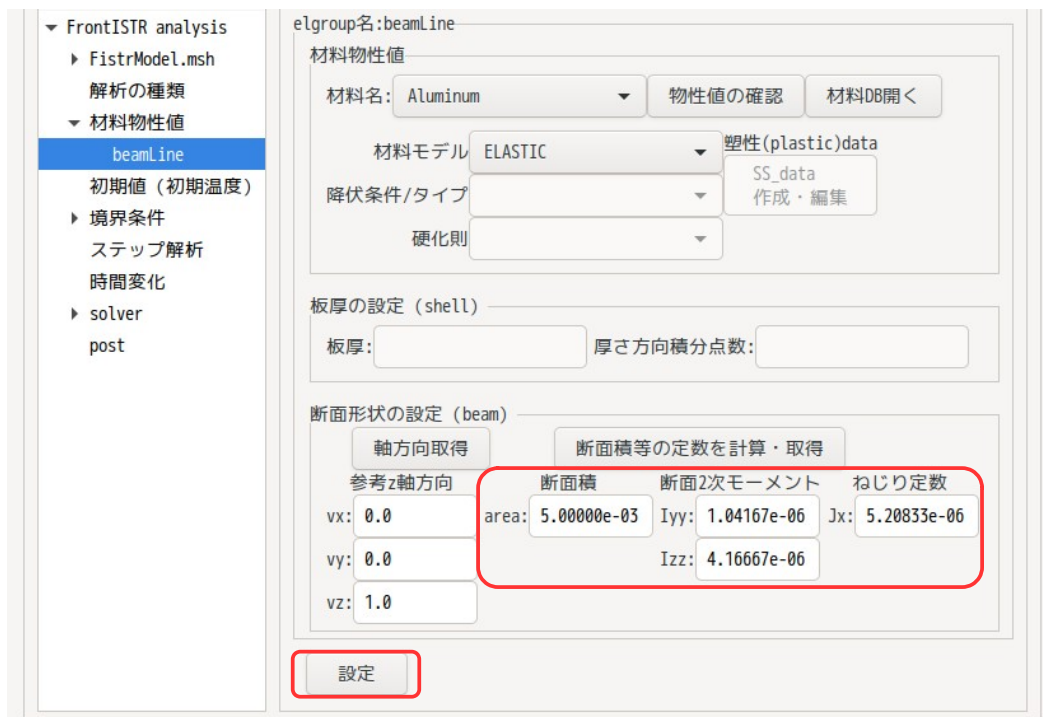 FrontISTR analysis
FistrModel.msh
解析の種類
材料物性値
beamLine
初期値（初期温度）
境界条件
ステップ解析
時間変化
solver
post
elgroup名:beamLine
材料物性値
材料名: Aluminum 物性値の確認 材料DB開く
材料モデル ELASTIC 塑性(plastic)data
降伏条件/タイプ SS_data
作成・編集
硬化則
板厚の設定 (shell)
板厚: 厚さ方向積分点数:
断面形状の設定 (beam)
軸方向取得 断面積等の定数を計算・取得
参考z軸方向 断面積 断面2次モーメント ねじり定数
vx: 0.0 area: 5.00000e-03 Iyy: 1.04167e-06 Jx: 5.20833e-06
vy: 0.0 Izz: 4.16667e-06
vz: 1.0
設定